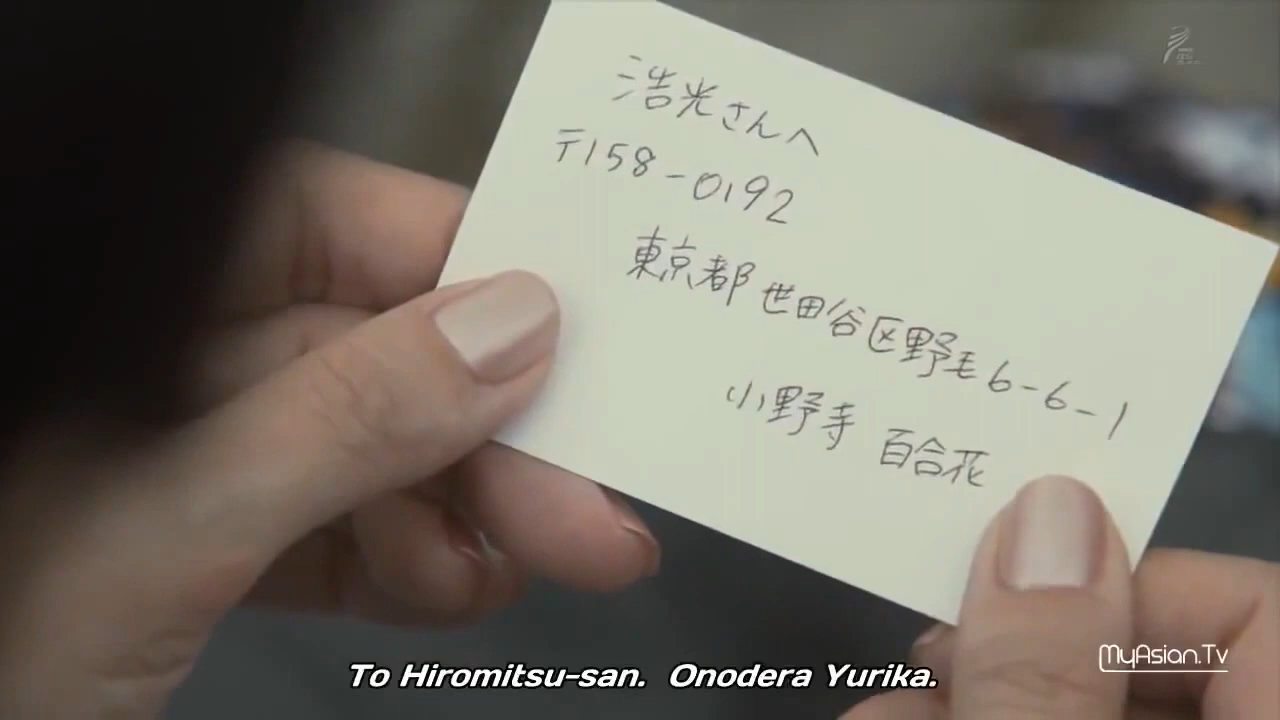 浩光さんへ
〒158-0192
東京都 世田谷区野毛6-6-1
小野寺 百合花
To Hiromitsu-san. Onodera Yurika.
MyAsian.Tv